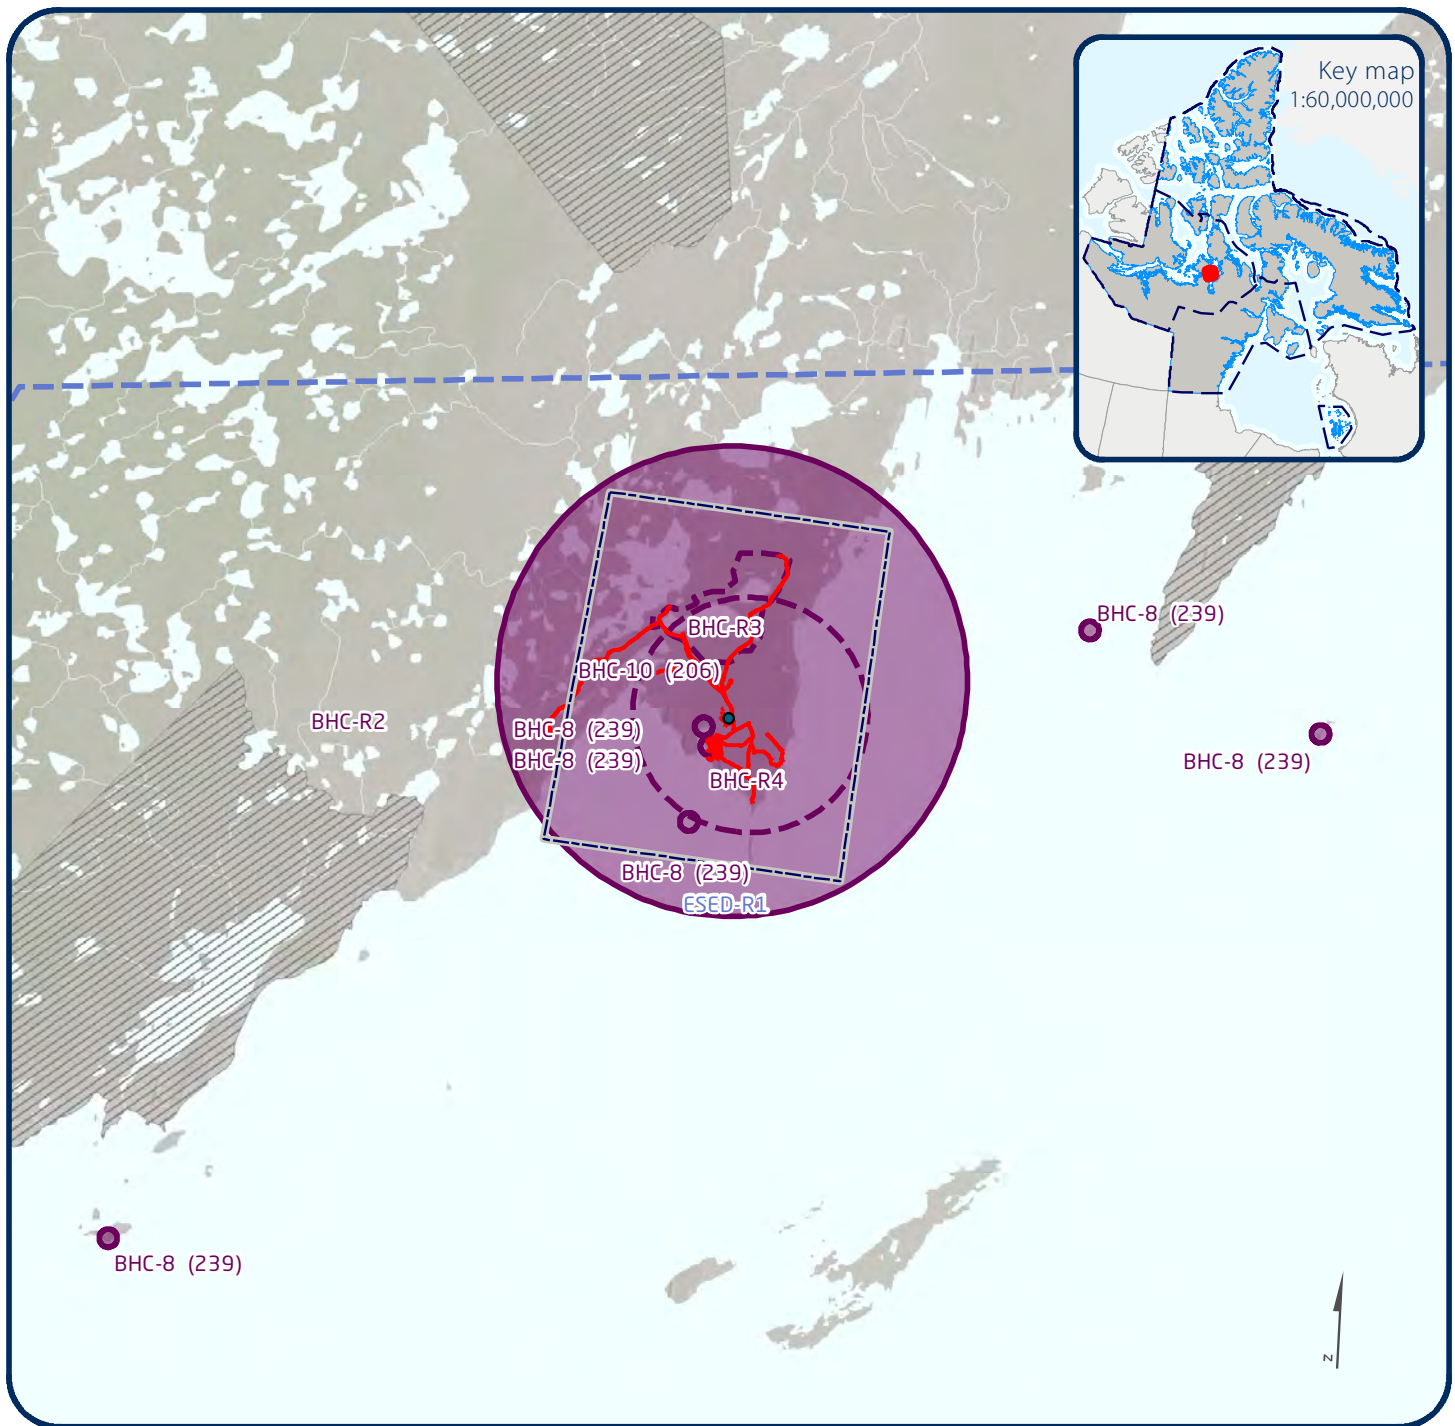 Key map
1:60,000,000
BHC-8 (239)
BHC-R3
BHC-10 (206)
BHC-R2
BHC-8 (239)
BHC-8 (239)
BHC-8 (239)
BHC-R4
BHC-8 (239)
ESED-R1
BHC-8 (239)
N